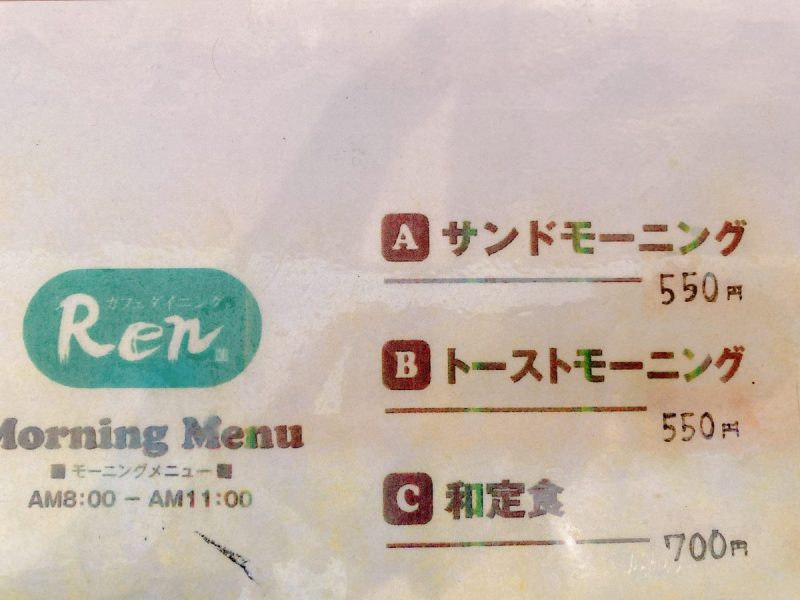 カフェダイニング
Ren
Morning Menu
モーニングメニュー
AM8:00 － AM11:00
A サンドモーニング
550円
B トーストモーニング
550円
C 和定食
700円